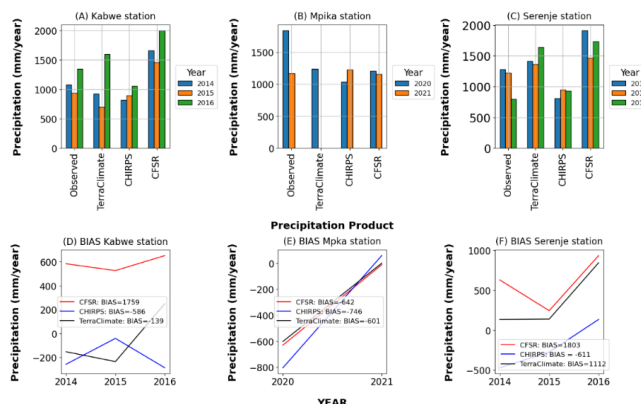 (A) Kabwe station
Precipitation (mm/year)
2000
1500
1000
500
0
Year
2014
2015
2016
Observed
TerraClimate
CHIRPS
CFSR
(B) Mpika station
Precipitation (mm/year)
1500
1000
500
0
Year
2020
2021
Observed
TerraClimate
CHIRPS
CFSR
(C) Serenje station
Precipitation (mm/year)
2000
1500
1000
500
0
Year
201
201
201
Observed
TerraClimate
CHIRPS
CFSR
Precipitation Product
(D) BIAS Kabwe station
Precipitation (mm/year)
600
400
200
0
−200
CFSR: BIAS=1759
CHIRPS: BIAS=-586
TerraClimate: BIAS=-139
2014
2015
2016
(E) BIAS Mpka station
Precipitation (mm/year)
0
−200
−400
−600
−800
CFSR: BIAS=-642
CHIRPS: BIAS=-746
TerraClimate: BIAS=-601
2020
2021
(F) BIAS Serenje station
Precipitation (mm/year)
1000
500
0
−500
CFSR: BIAS=1803
CHIRPS: BIAS = -611
TerraClimate: BIAS=1112
2014
2015
2016
YEAR